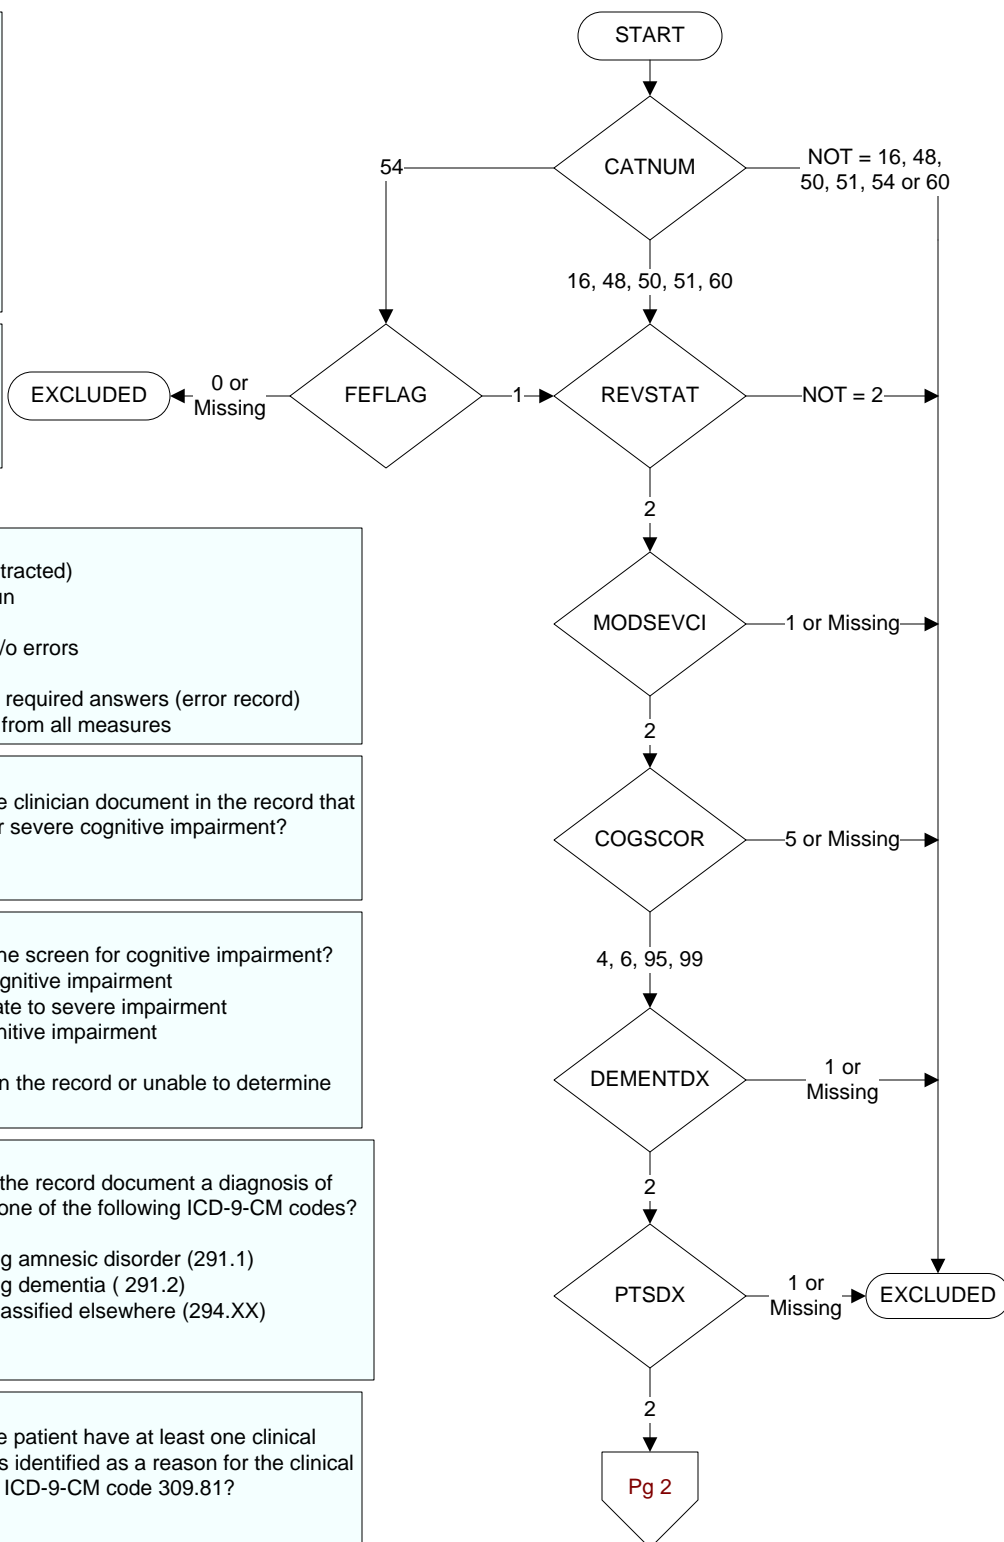 START
CATNUM
54
NOT = 16, 48,
50, 51, 54 or 60
16, 48, 50, 51, 60
EXCLUDED
0 or
Missing
FEFLAG
1
REVSTAT
NOT = 2
2
tracted)
un
/o errors
required answers (error record)
from all measures
MODSEVCI
1 or Missing
2
e clinician document in the record that
r severe cognitive impairment?
COGSCOR
5 or Missing
4, 6, 95, 99
ne screen for cognitive impairment?
gnitive impairment
ate to severe impairment
nitive impairment
n the record or unable to determine
DEMENTDX
1 or
Missing
2
the record document a diagnosis of
one of the following ICD-9-CM codes?
g amnesic disorder (291.1)
g dementia ( 291.2)
assified elsewhere (294.XX)
PTSDX
1 or
Missing
EXCLUDED
2
e patient have at least one clinical
s identified as a reason for the clinical
ICD-9-CM code 309.81?
Pg 2